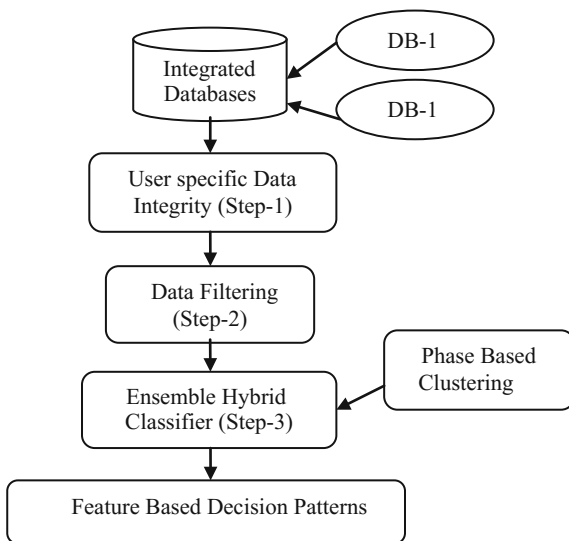 DB-1
Integrated
Databases
DB-1
User specific Data
Integrity (Step-1)
Data Filtering
(Step-2)
Phase Based
Clustering
Ensemble Hybrid
Classifier (Step-3)
Feature Based Decision Patterns